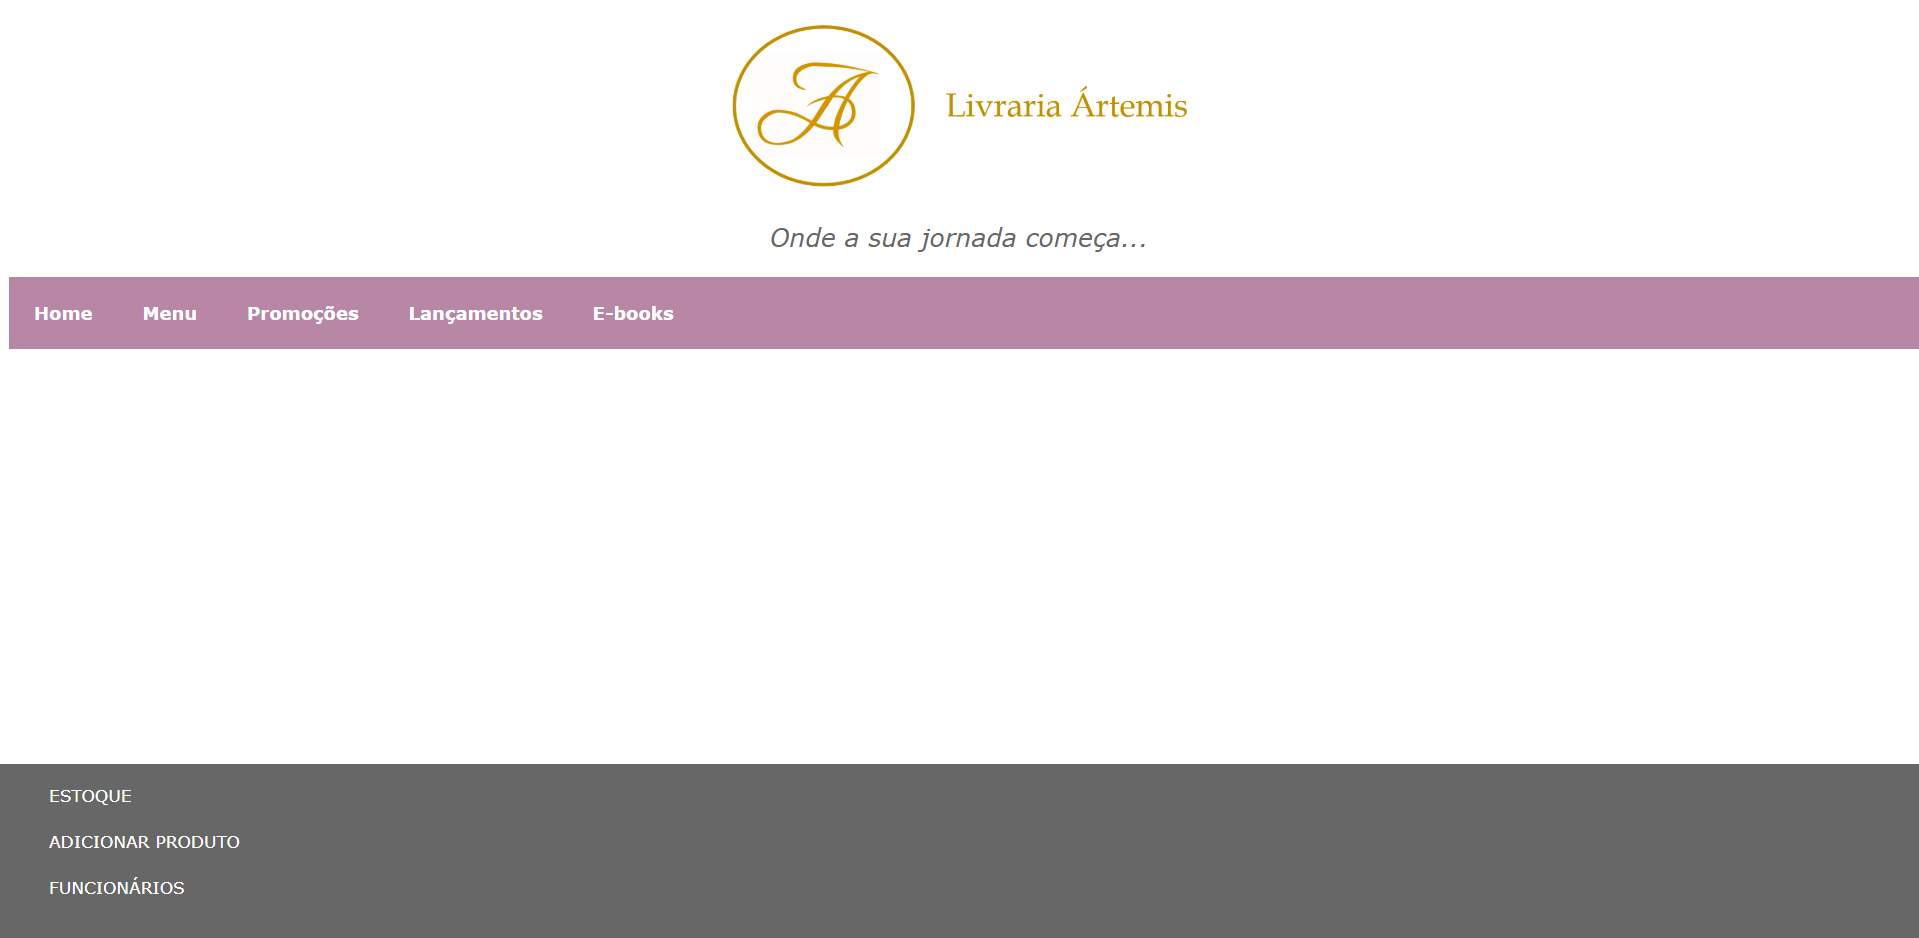 A
Livraria Ártemis
Onde a sua jornada começa...
Home Menu Promoções Lançamentos E-books
ESTOQUE
ADICIONAR PRODUTO
FUNCIONÁRIOS